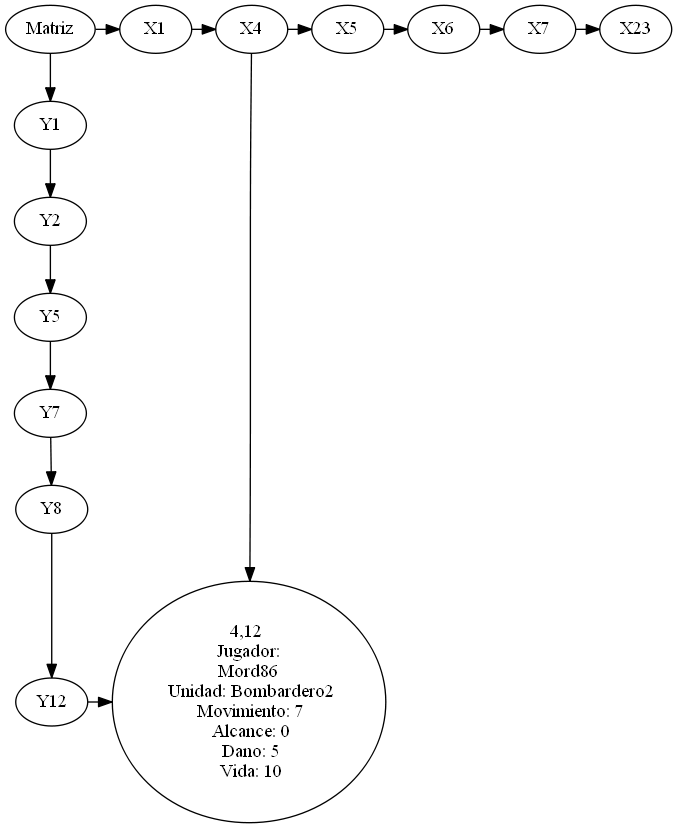 Matriz
X1
X4
X5
X6
X7
X23
Y1
Y2
Y5
Y7
Y8
Y12
4,12
Jugador:
Mord86
Unidad: Bombardero2
Movimiento: 7
Alcance: 0
Dano: 5
Vida: 10